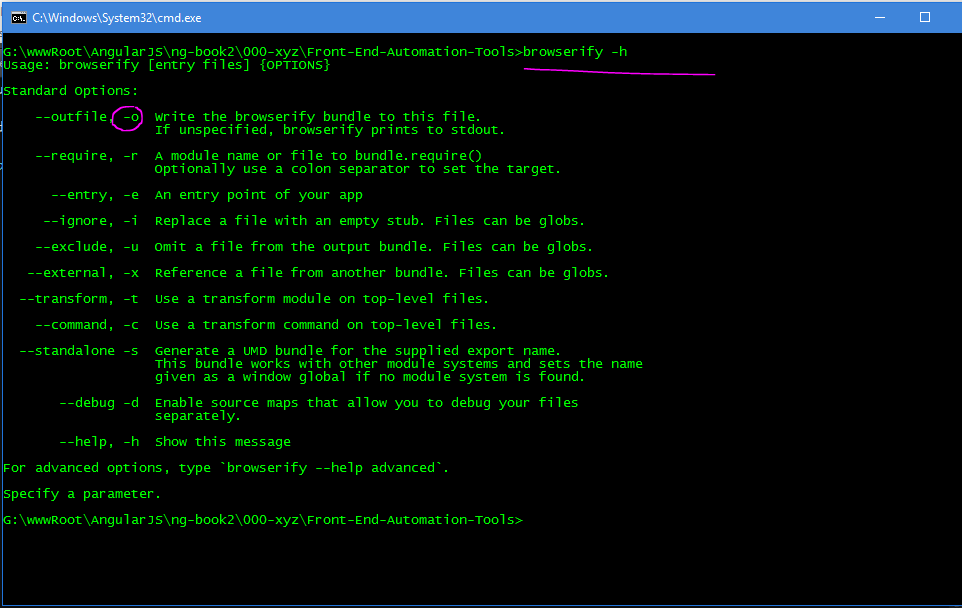 C:\Windows\System32\cmd.exe
G:\wwwRoot\AngularJS\ng-book2\000-xyz\Front-End-Automation-Tools>browserify -h
Usage: browserify [entry files] {OPTIONS}
Standard Options:
--outfile, -o  Write the browserify bundle to this file.
If unspecified, browserify prints to stdout.
--require, -r  A module name or file to bundle.require()
Optionally use a colon separator to set the target.
--entry, -e  An entry point of your app
--ignore, -i  Replace a file with an empty stub. Files can be globs.
--exclude, -u  Omit a file from the output bundle. Files can be globs.
--external, -x  Reference a file from another bundle. Files can be globs.
--transform, -t  Use a transform module on top-level files.
--command, -c  Use a transform command on top-level files.
--standalone -s  Generate a UMD bundle for the supplied export name.
This bundle works with other module systems and sets the name
given as a window global if no module system is found.
--debug -d  Enable source maps that allow you to debug your files
separately.
--help, -h  Show this message
For advanced options, type `browserify --help advanced`.
Specify a parameter.
G:\wwwRoot\AngularJS\ng-book2\000-xyz\Front-End-Automation-Tools>